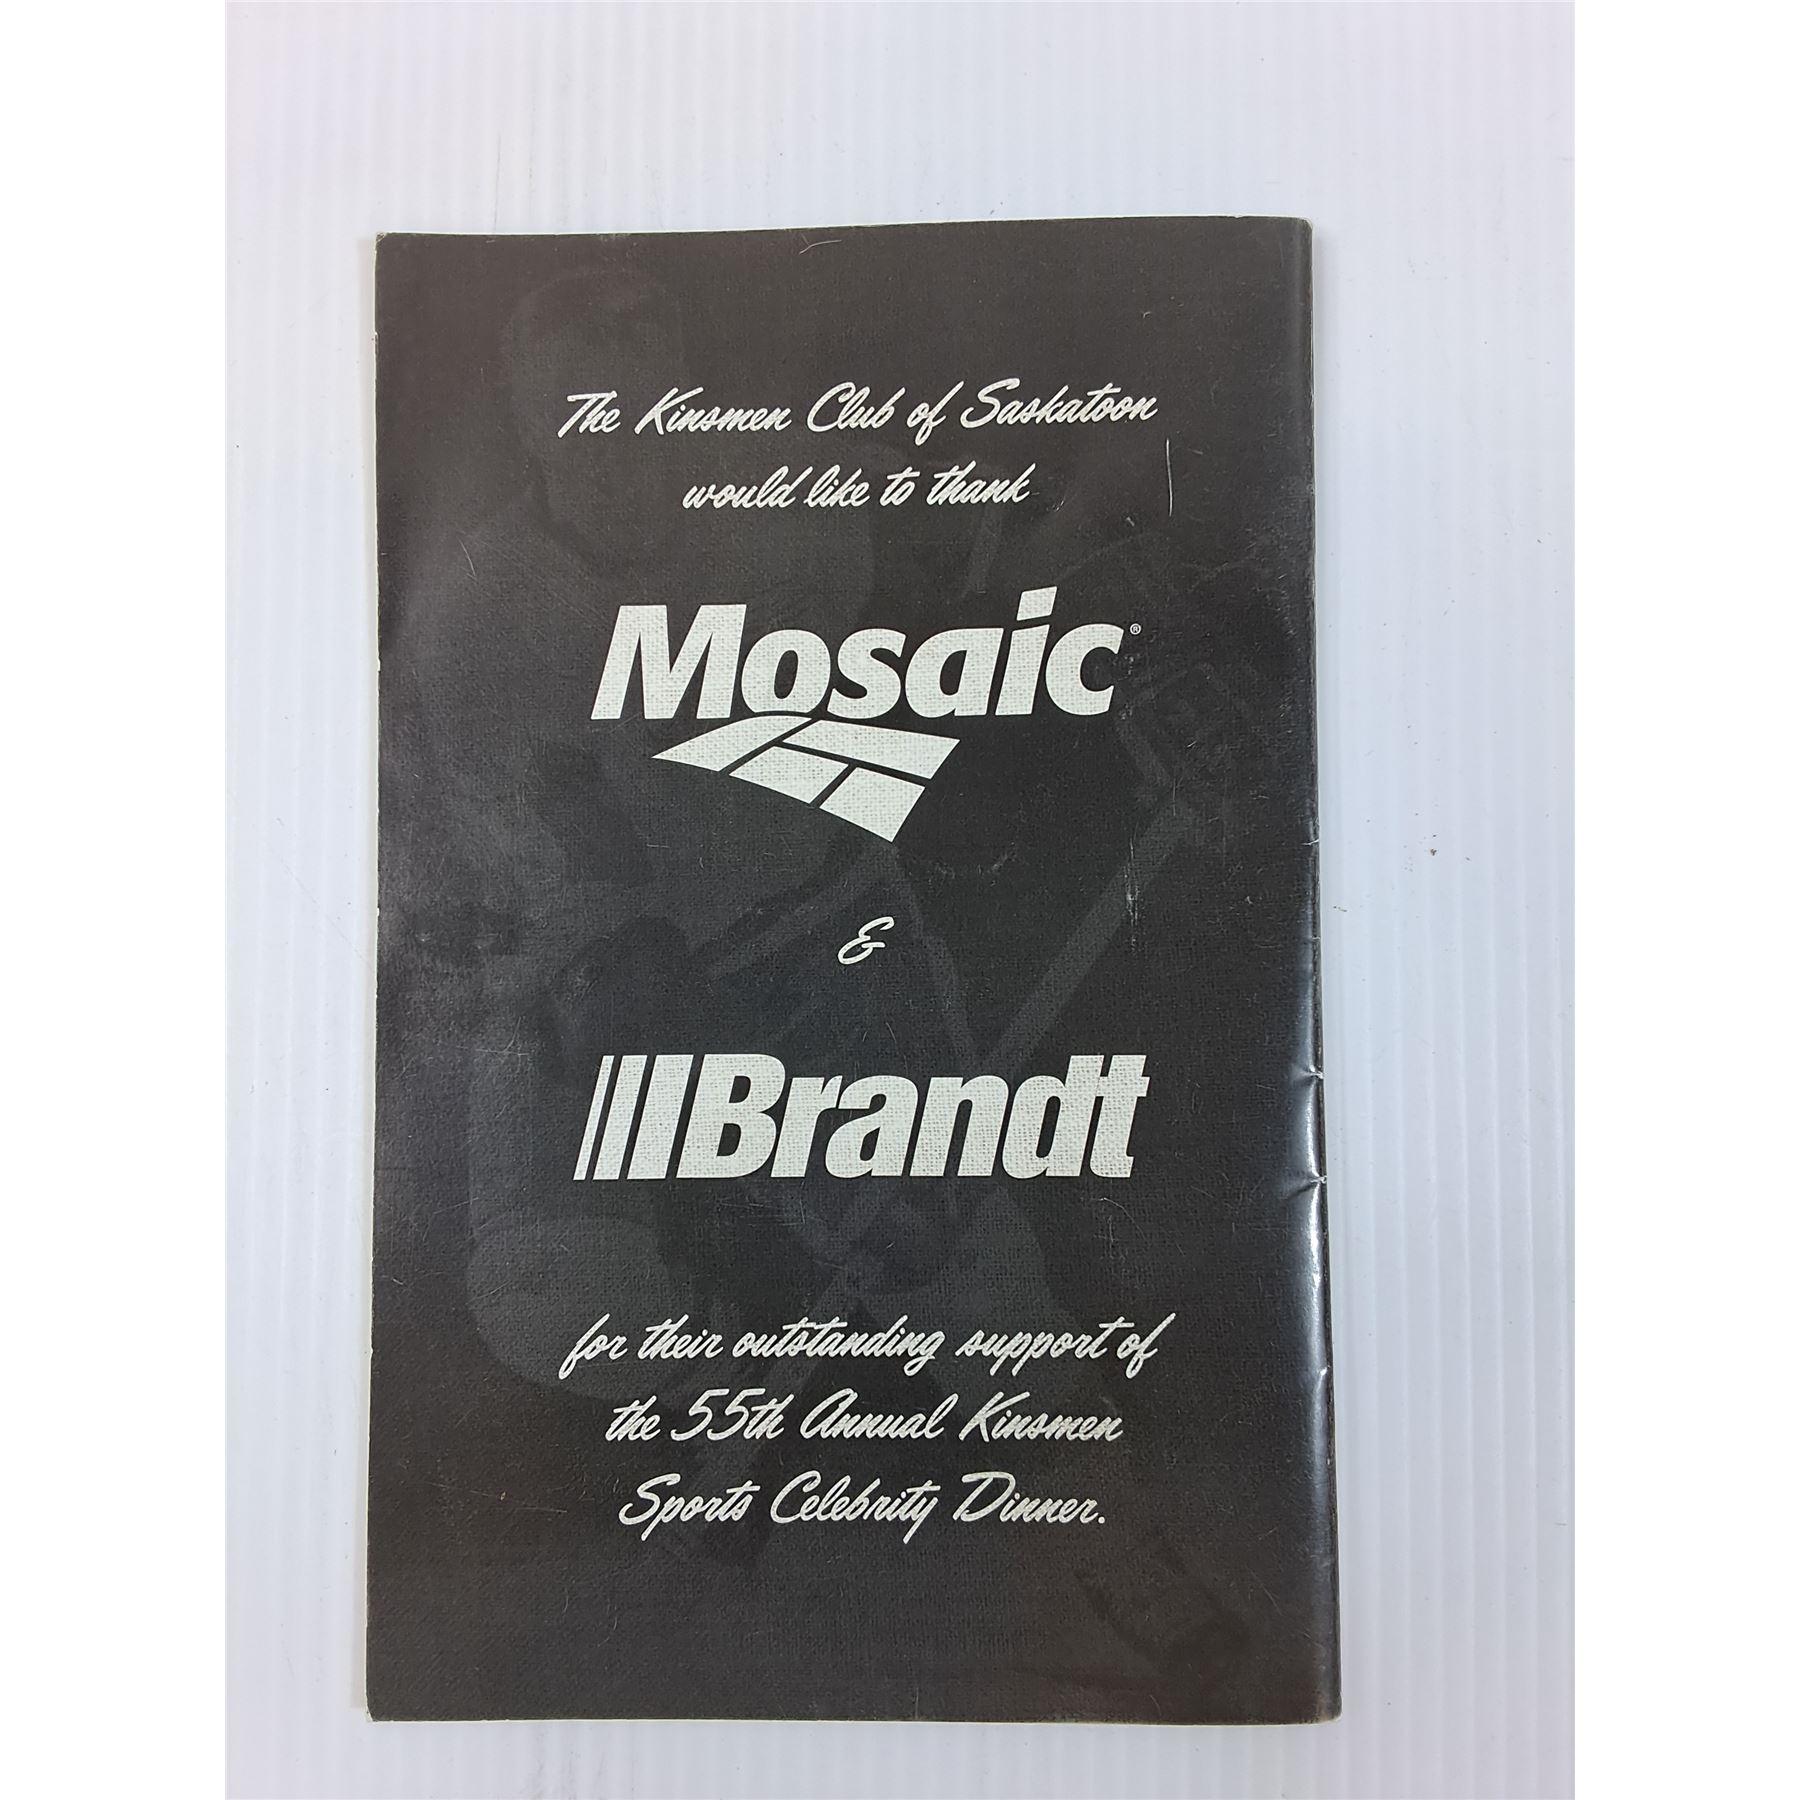 The Kinsmen Club of Saskatoon
would like to thank
Mosaic®
&
Brandt
for their outstanding support of
the 55th Annual Kinsmen
Sports Celebrity Dinner.